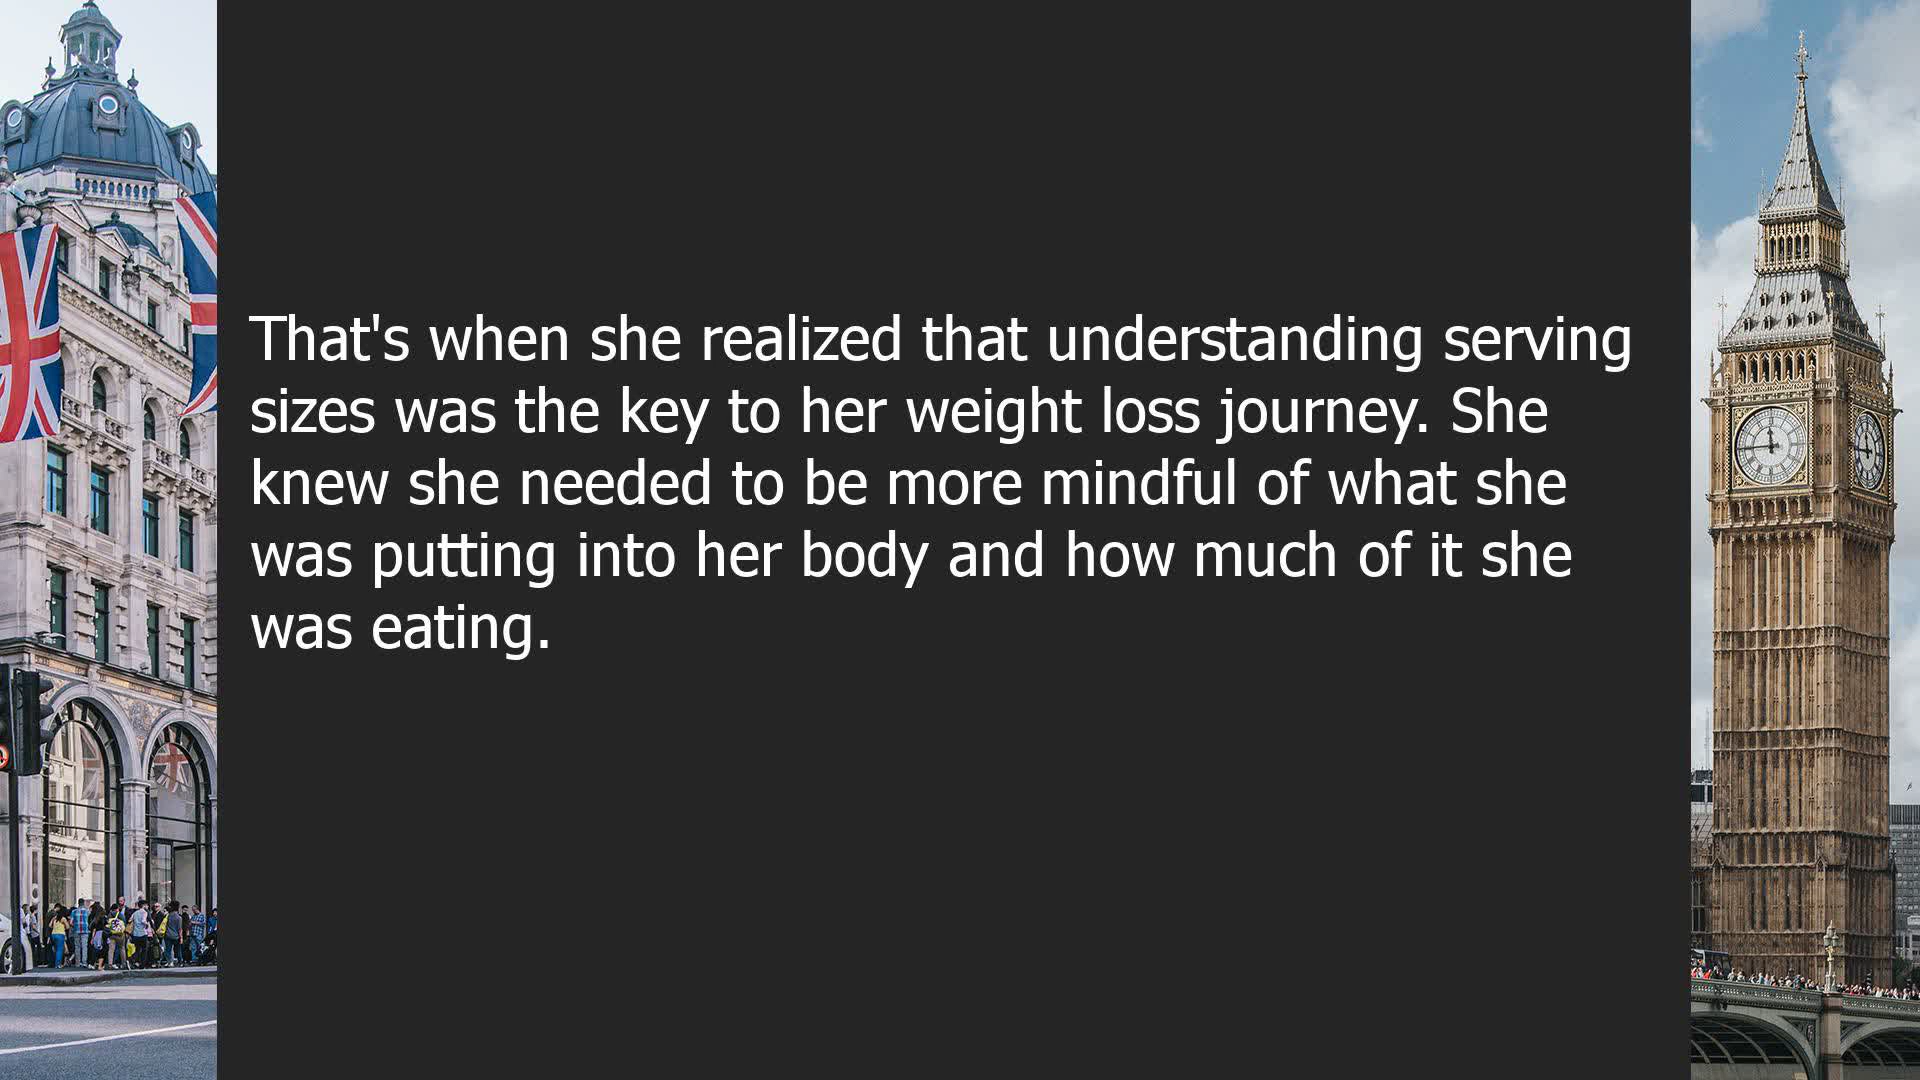 That's when she realized that understanding serving
sizes was the key to her weight loss journey. She
knew she needed to be more mindful of what she
was putting into her body and how much of it she
was eating.